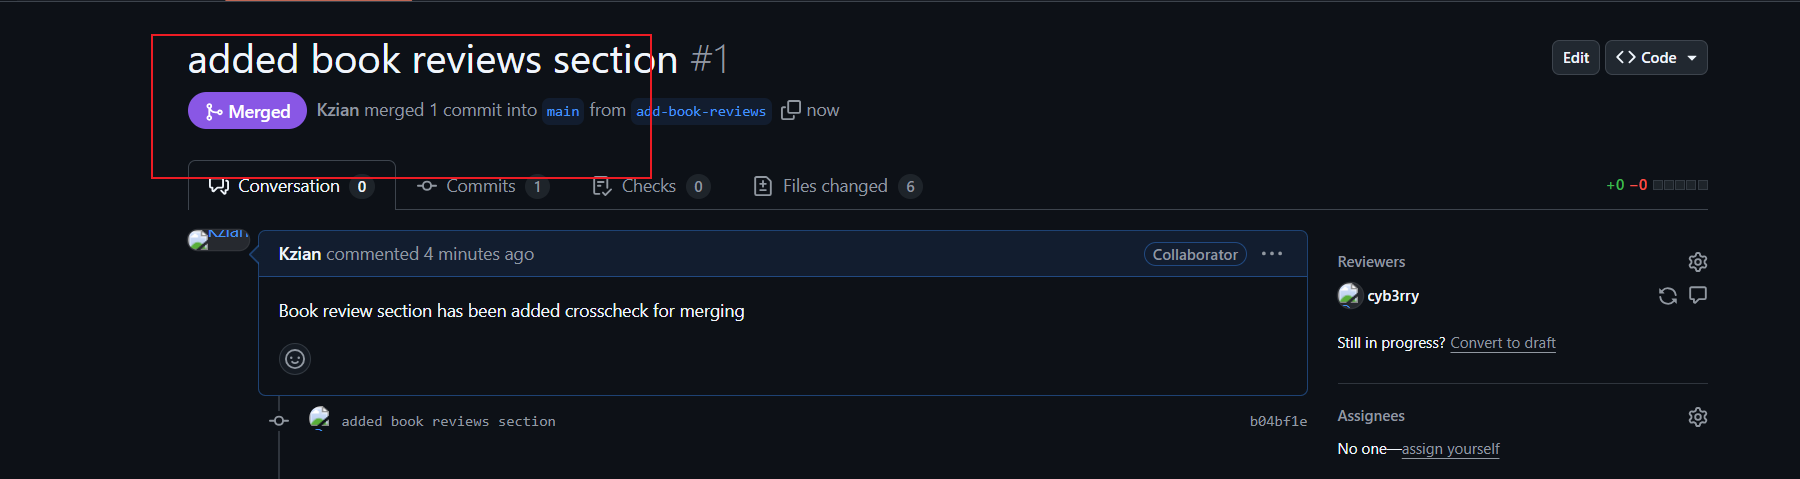 added book reviews section #1
Edit
Code
Merged
Kzian merged 1 commit into main from add-book-reviews now
Conversation 0
Commits 1
Checks 0
Files changed 6
+0 −0
Kzian
Kzian commented 4 minutes ago
Collaborator
Book review section has been added crosscheck for merging
added book reviews section
b04bf1e
Reviewers
cyb3rry
Still in progress? Convert to draft
Assignees
No one—assign yourself